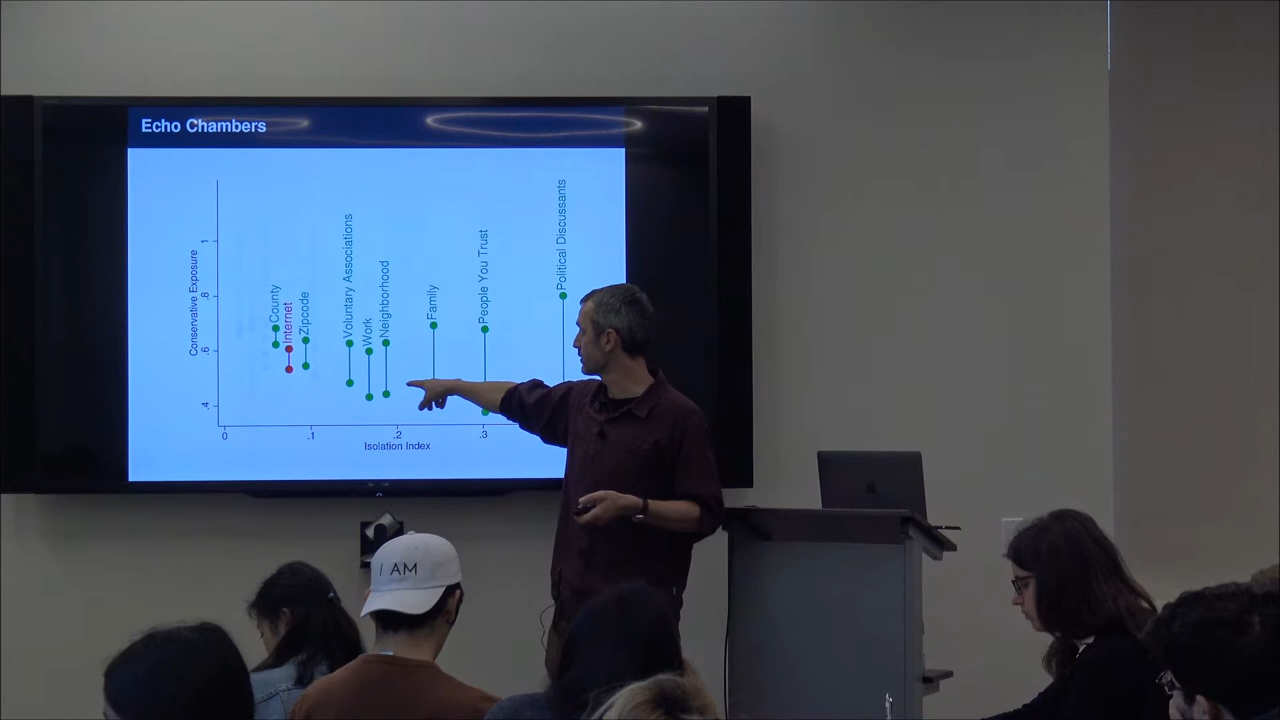 Echo Chambers
Conservative Exposure
1
.8
.6
.4
County
Internet
Zipcode
Voluntary Associations
Work
Neighborhood
Family
People You Trust
Political Discussants
0
.1
.2
.3
Isolation Index
I AM